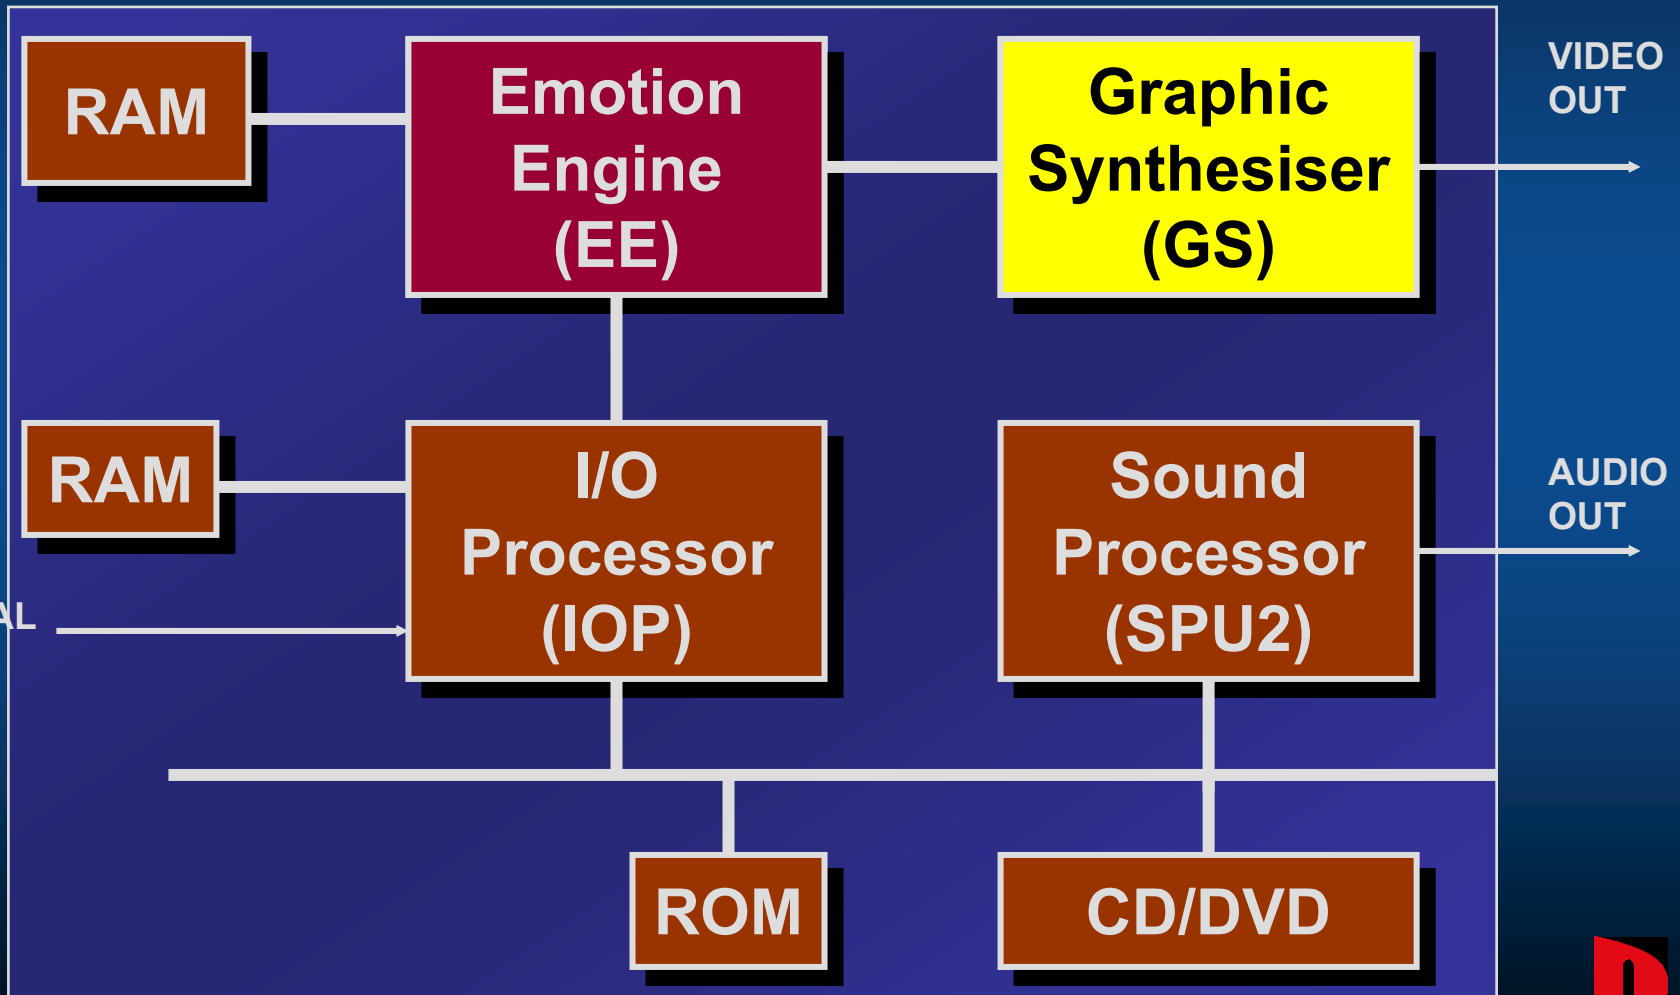 RAM
Emotion
Engine
(EE)
Graphic
Synthesiser
(GS)
VIDEO
OUT
RAM
I/O
Processor
(IOP)
Sound
Processor
(SPU2)
AUDIO
OUT
ROM
CD/DVD